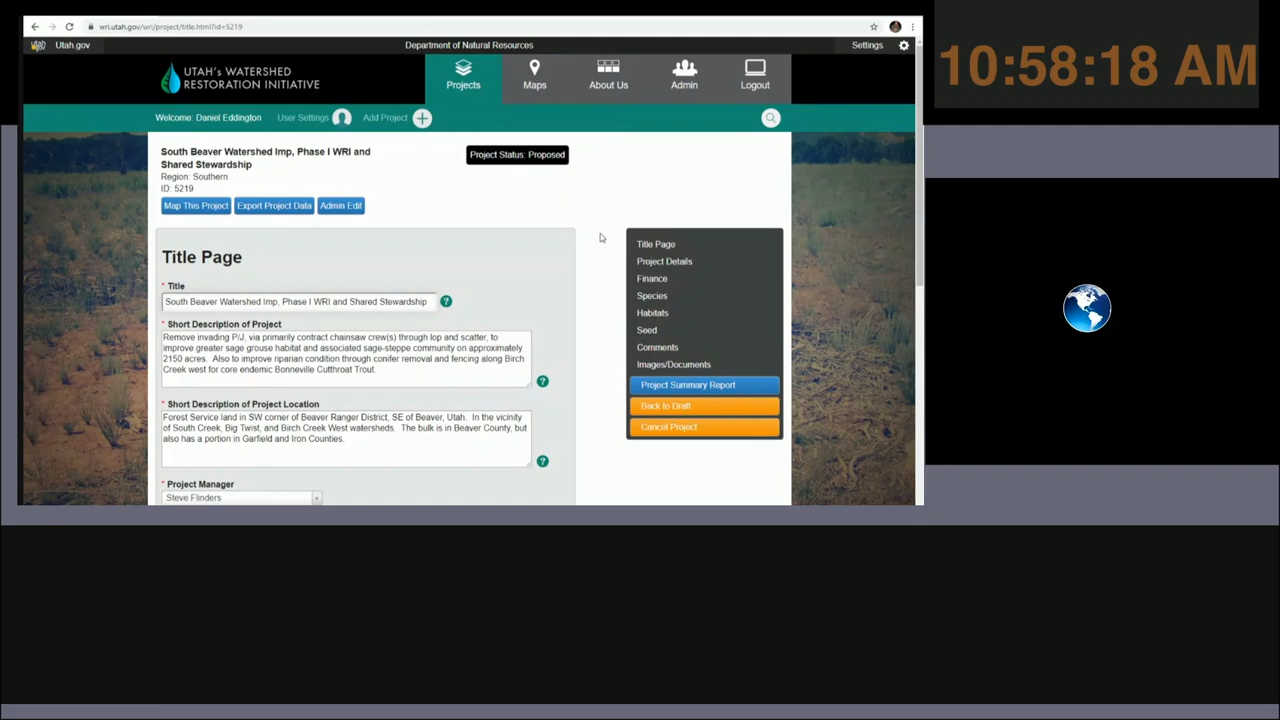 wri.utah.gov/wri/project/title.html?id=5219
10:58:18 AM
Utah.gov
Department of Natural Resources
Settings
UTAH's WATERSHED
RESTORATION INITIATIVE
Projects
Maps
About Us
Admin
Logout
Welcome: Daniel Eddington
User Settings
Add Project
South Beaver Watershed Imp, Phase I WRI and
Shared Stewardship
Region: Southern
ID: 5219
Project Status: Proposed
Map This Project
Export Project Data
Admin Edit
Title Page
* Title
South Beaver Watershed Imp, Phase I WRI and Shared Stewardship
?
* Short Description of Project
Remove invading P/J, via primarily contract chainsaw crew(s) through lop and scatter, to
improve greater sage grouse habitat and associated sage-steppe community on approximately
2150 acres. Also to improve riparian condition through conifer removal and fencing along Birch
Creek west for core endemic Bonneville Cutthroat Trout.
?
* Short Description of Project Location
Forest Service land in SW corner of Beaver Ranger District, SE of Beaver, Utah. In the vicinity
of South Creek, Big Twist, and Birch Creek West watersheds. The bulk is in Beaver County, but
also has a portion in Garfield and Iron Counties.
?
* Project Manager
Steve Flinders
Title Page
Project Details
Finance
Species
Habitats
Seed
Comments
Images/Documents
Project Summary Report
Back to Draft
Cancel Project